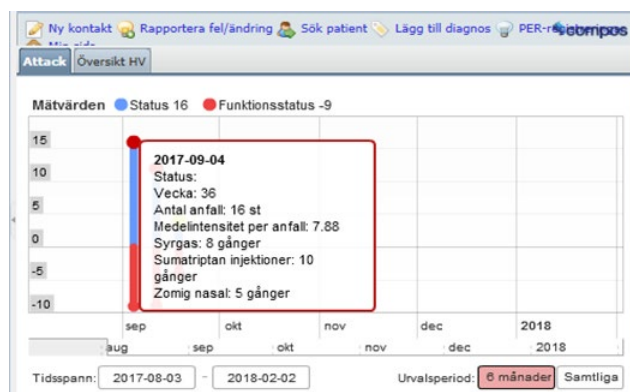 Ny kontakt Rapportera fel/ändring Sök patient Lägg till diagnos PER-r
compos
Min sida
Attack Översikt HV
Mätvärden Status 16 Funktionsstatus -9
15
10
5
0
-5
-10
2017-09-04
Status:
Vecka: 36
Antal anfall: 16 st
Medelintensitet per anfall: 7.88
Syrgas: 8 gånger
Sumatriptan injektioner: 10
gånger
Zomig nasal: 5 gånger
sep okt nov dec 2018
aug sep okt nov dec 2018
Tidsspann: 2017-08-03 - 2018-02-02 Urvalsperiod: 6 månader Samtliga